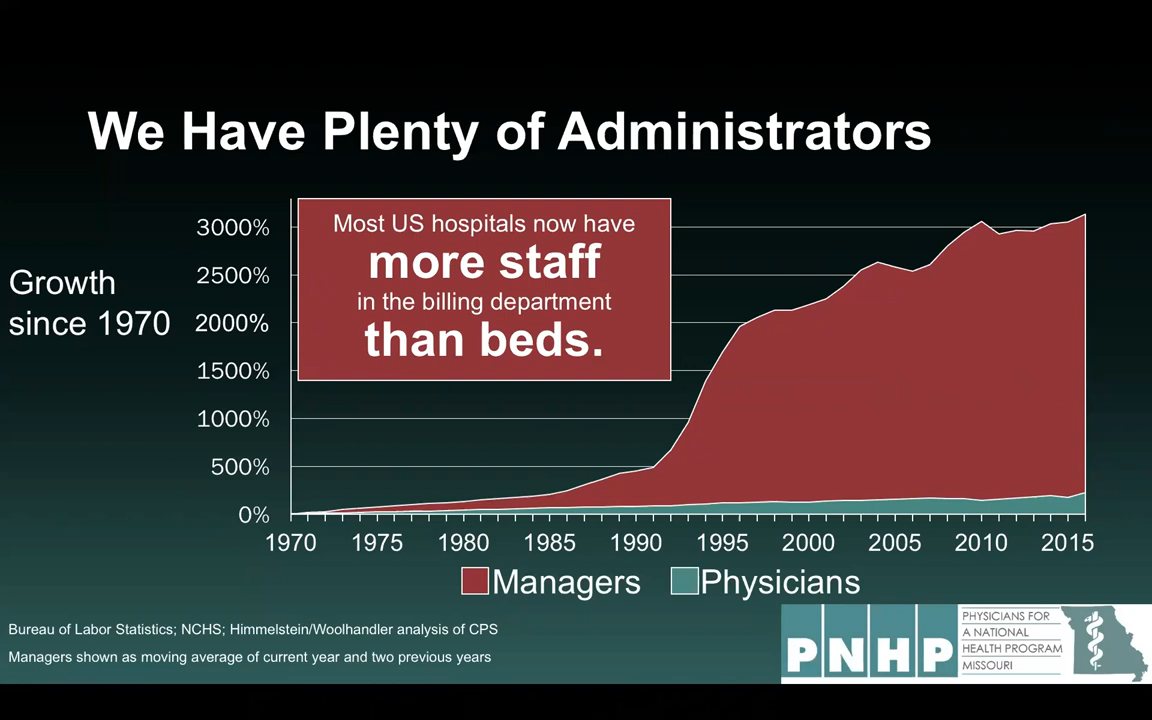 We Have Plenty of Administrators
Most US hospitals now have
more staff
in the billing department
than beds.
Growth
since 1970
3000%
2500%
2000%
1500%
1000%
500%
0%
1970 1975 1980 1985 1990 1995 2000 2005 2010 2015
Managers Physicians
Bureau of Labor Statistics; NCHS; Himmelstein/Woolhandler analysis of CPS
Managers shown as moving average of current year and two previous years
PNHP
PHYSICIANS FOR
A NATIONAL
HEALTH PROGRAM
MISSOURI